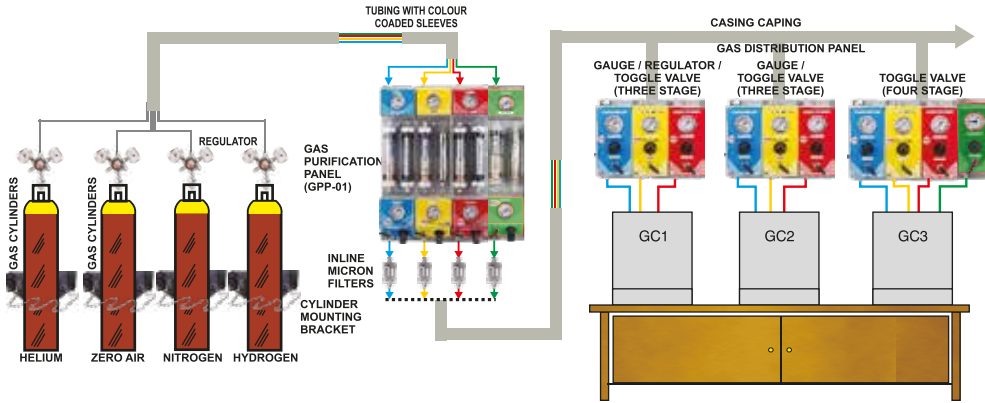 TUBING WITH COLOUR
COADED SLEEVES
CASING CAPING
GAS DISTRIBUTION PANEL
GAUGE / REGULATOR /
TOGGLE VALVE
(THREE STAGE)
GAUGE /
TOGGLE VALVE
(THREE STAGE)
TOGGLE VALVE
(FOUR STAGE)
REGULATOR
GAS
PURIFICATION
PANEL
(GPP-01)
GAS CYLINDERS
GAS CYLINDERS
GC1
GC2
GC3
INLINE
MICRON
FILTERS
CYLINDER
MOUNTING
BRACKET
HELIUM
ZERO AIR
NITROGEN
HYDROGEN